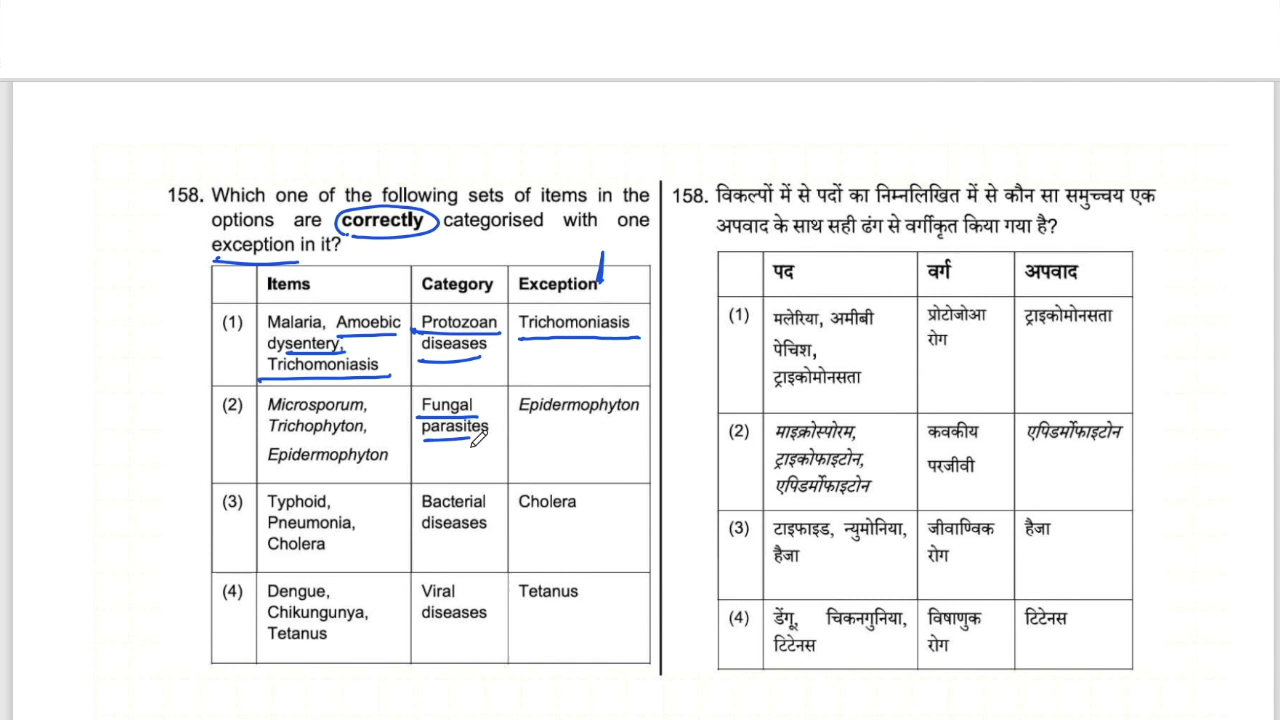 158. Which one of the following sets of items in the
options are correctly categorised with one
exception in it?
Items Category Exception
(1) Malaria, Amoebic Protozoan Trichomoniasis
dysentery, diseases
Trichomoniasis
(2) Microsporum, Fungal Epidermophyton
Trichophyton, parasites
Epidermophyton
(3) Typhoid, Bacterial Cholera
Pneumonia, diseases
Cholera
(4) Dengue, Viral Tetanus
Chikungunya, diseases
Tetanus
158. विकल्पों में से पदों का निम्नलिखित में से कौन सा समुच्चय एक
अपवाद के साथ सही ढंग से वर्गीकृत किया गया है?
पद वर्ग अपवाद
(1) मलेरिया, अमीबी प्रोटोजोआ ट्राइकोमोनसता
पेचिश, रोग
ट्राइकोमोनसता
(2) माइक्रोस्पोरम, कवकीय एपिडर्मोफाइटोन
ट्राइकोफाइटोन, परजीवी
एपिडर्मोफाइटोन
(3) टाइफाइड, न्युमोनिया, जीवाण्विक हैजा
हैजा रोग
(4) डेंगू, चिकनगुनिया, विषाणुक टिटेनस
टिटेनस रोग